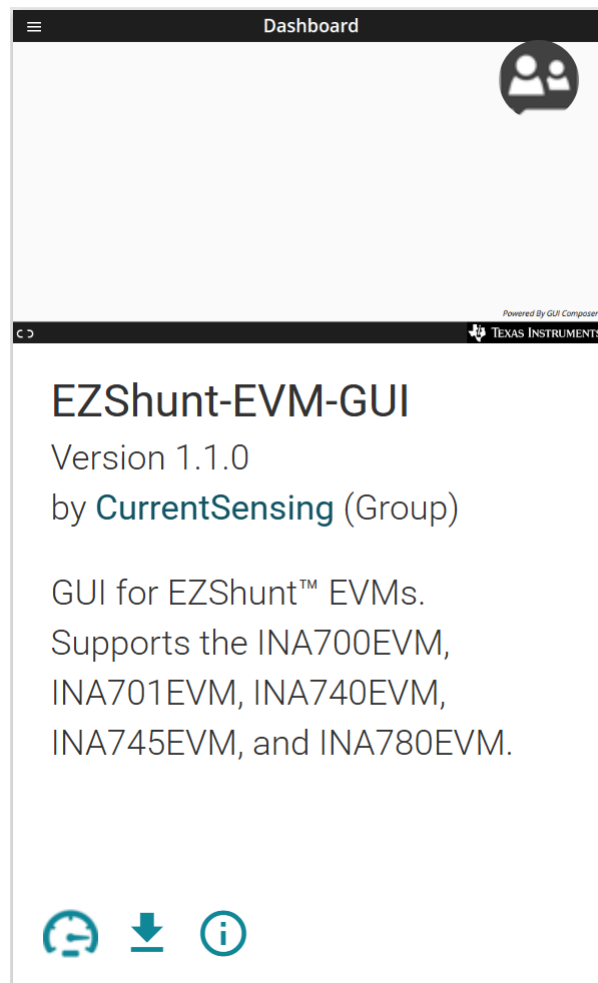 Dashboard
Powered By GUI Composer
TEXAS INSTRUMENTS
EZShunt-EVM-GUI
Version 1.1.0
by CurrentSensing (Group)
GUI for EZShunt™ EVMs.
Supports the INA700EVM,
INA701EVM, INA740EVM,
INA745EVM, and INA780EVM.